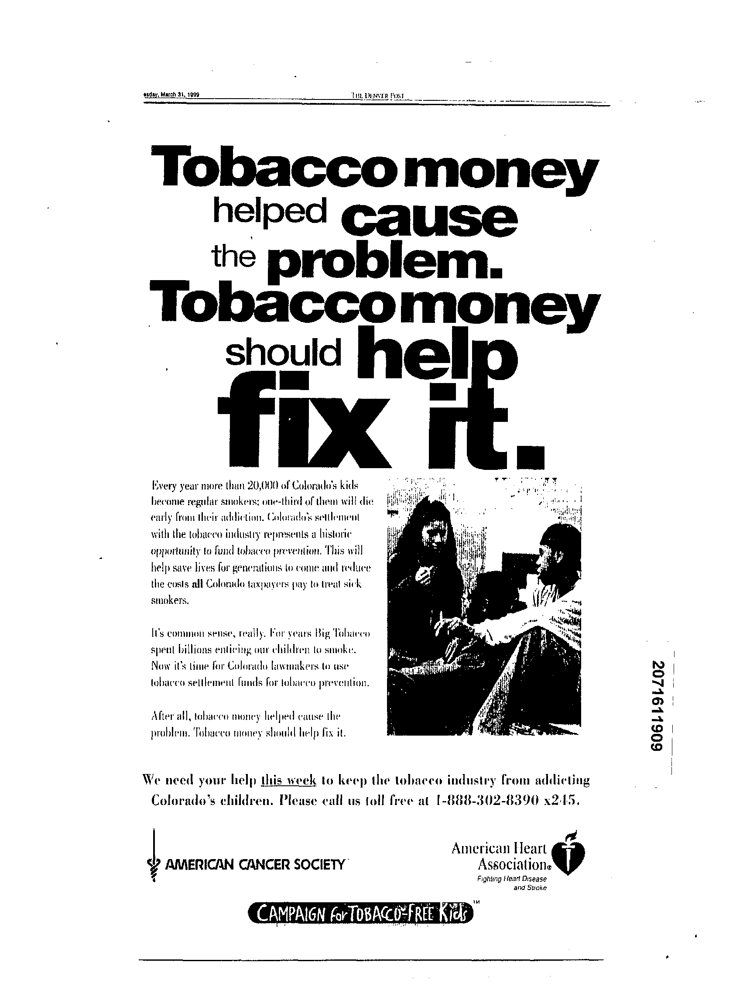 esday, March 31, 1999
THE DENVER POST
Tobacco money
helped cause
the problem.
Tobacco money
should help
fix it.
Every year more than 20,000 of Colorado's kids
become regular smokers; one-third of them will die
early from their addiction. Colorado's settlement
with the tobacco industry represents a historic
opportunity to fund tobacco prevention. This will
help save lives for generations to come and reduce
the costs all Colorado taxpayers pay to treat sick
smokers.
It's common sense, really. For years Big Tobacco
spent billions enticing our children to smoke.
Now it's time for Colorado lawmakers to use
tobacco settlement funds for tobacco prevention.
After all, tobacco money helped cause the
problem. Tobacco money should help fix it.
We need your help this week to keep the tobacco industry from addicting
Colorado's children. Please call us toll free at 1-888-302-8390 x245.
AMERICAN CANCER SOCIETY
American Heart
Association®
Fighting Heart Disease
and Stroke
CAMPAIGN for TOBACCO-FREE Kids™
2071611909